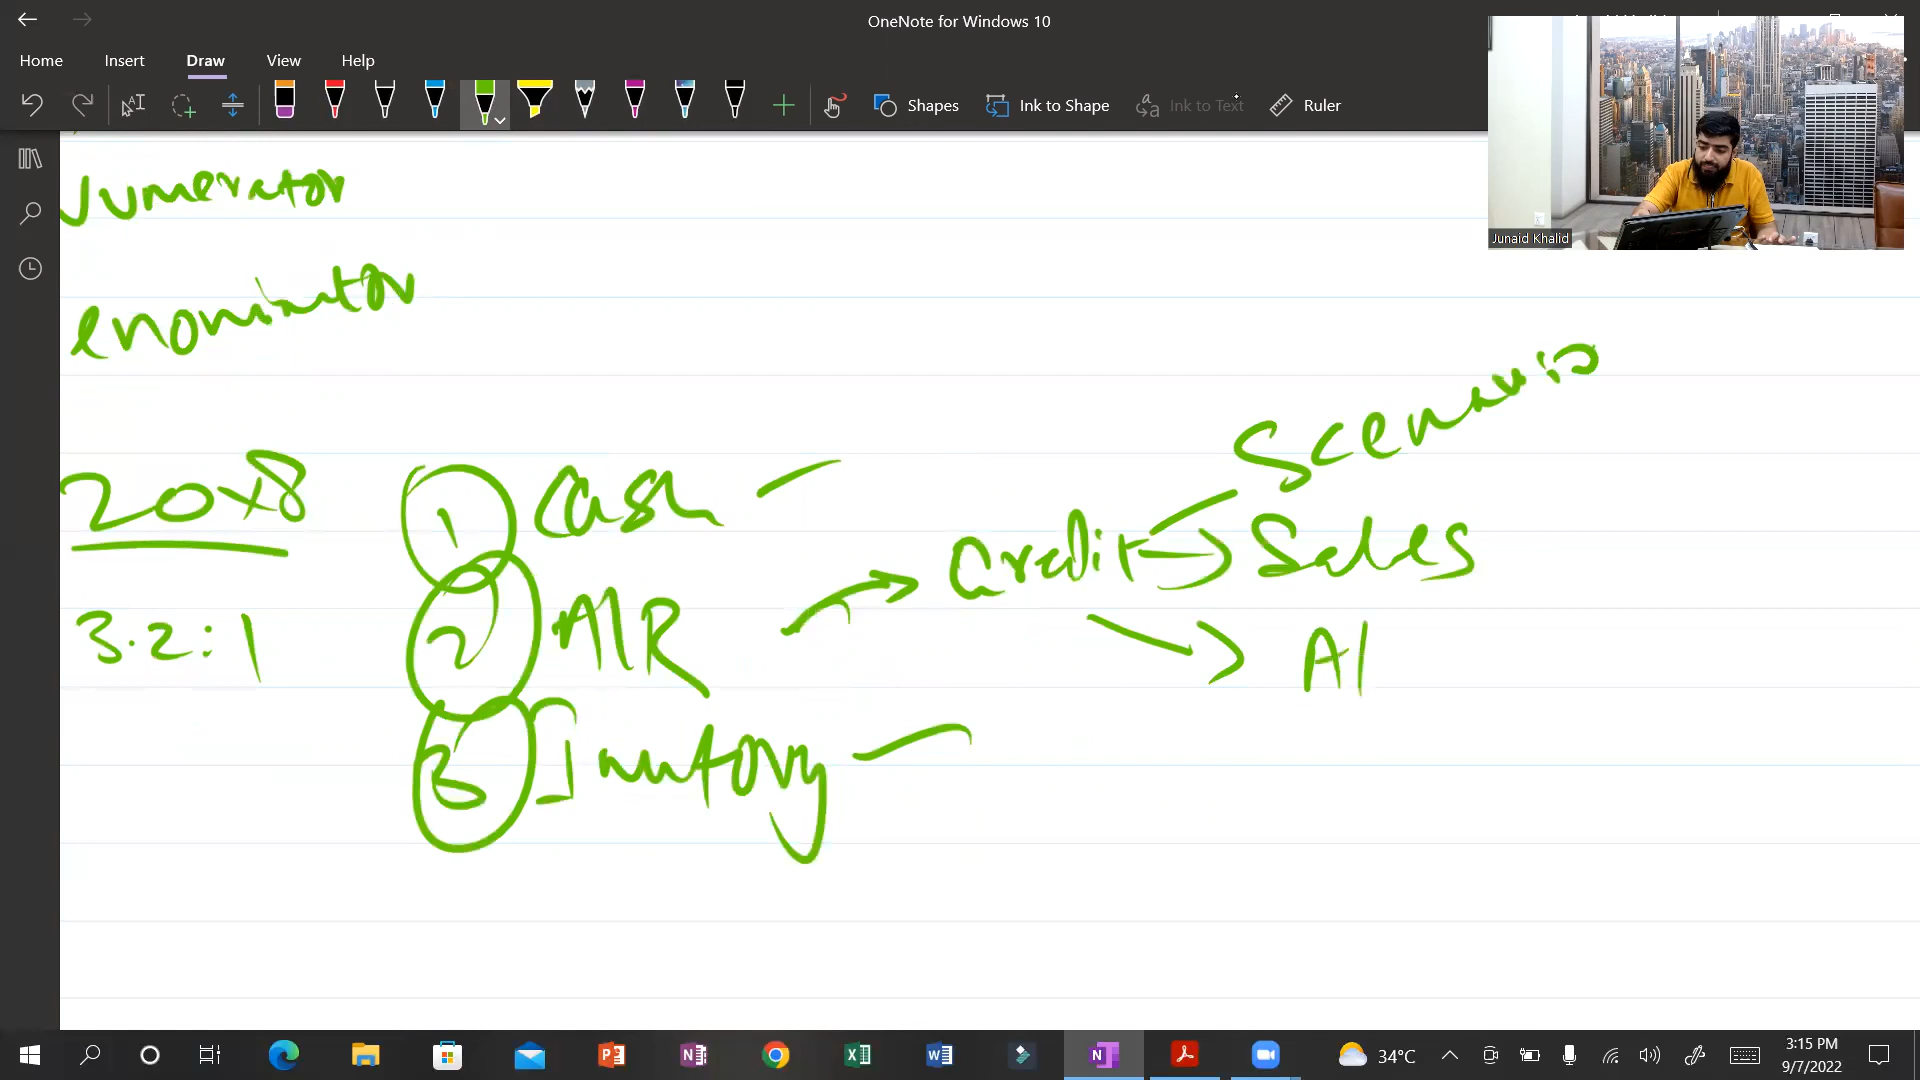 OneNote for Windows 10
Home Insert Draw View Help
Shapes Ink to Shape Ink to Text Ruler
Junaid Khalid
Numerator
enominator
Scenario
20x8 1 Cash
Credit → Sales
3.2:1 2 A/R
A/
3 Inventory
34°C
3:15 PM
9/7/2022